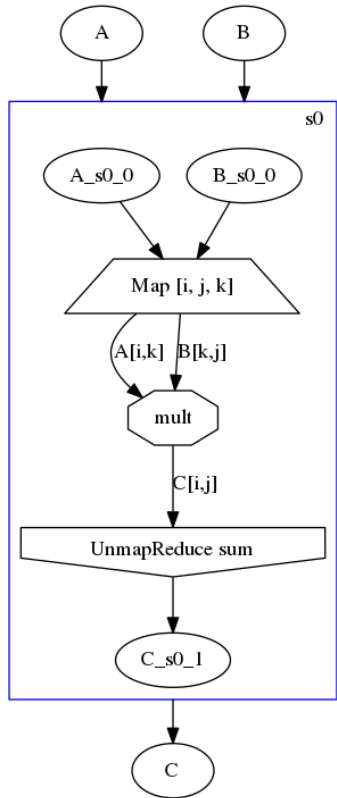 A
B
s0
A_s0_0
B_s0_0
Map [i, j, k]
A[i,k]
B[k,j]
mult
C[i,j]
UnmapReduce sum
C_s0_1
C